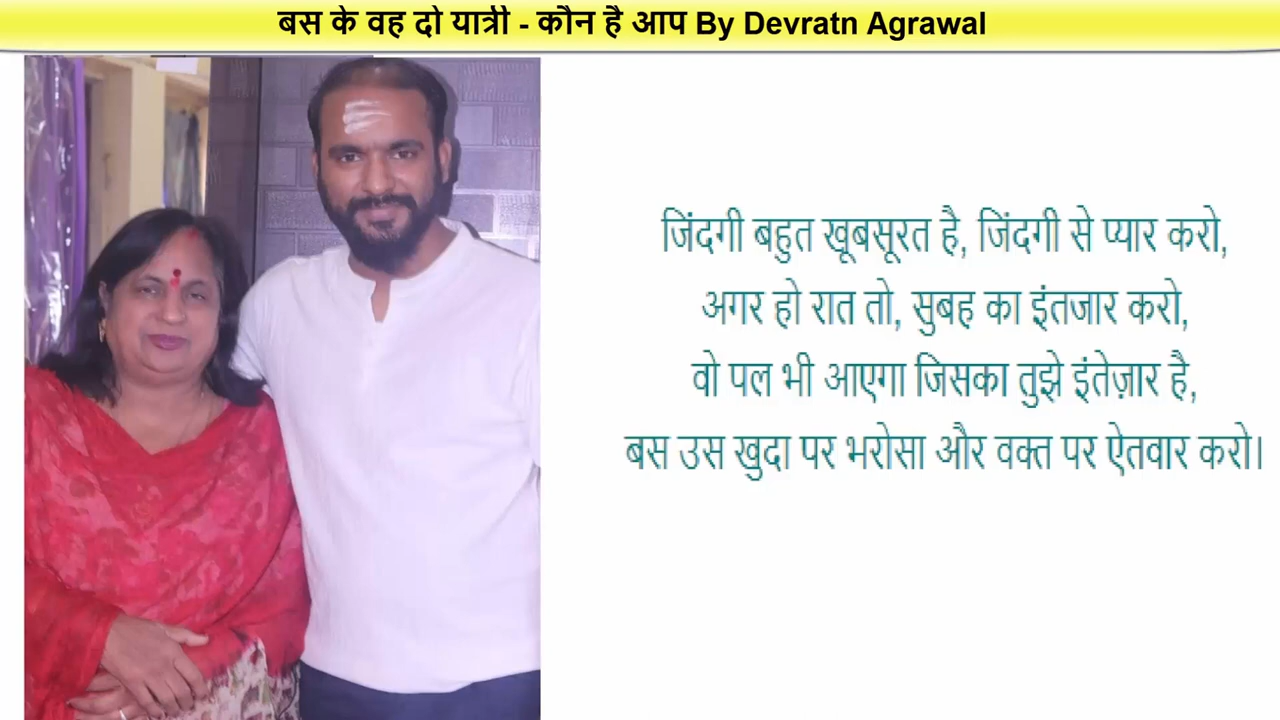 बस के वह दो यात्री - कौन है आप By Devratn Agrawal
जिंदगी बहुत खूबसूरत है, जिंदगी से प्यार करो,
अगर हो रात तो, सुबह का इंतजार करो,
वो पल भी आएगा जिसका तुझे इंतेज़ार है,
बस उस खुदा पर भरोसा और वक्त पर ऐतवार करो।